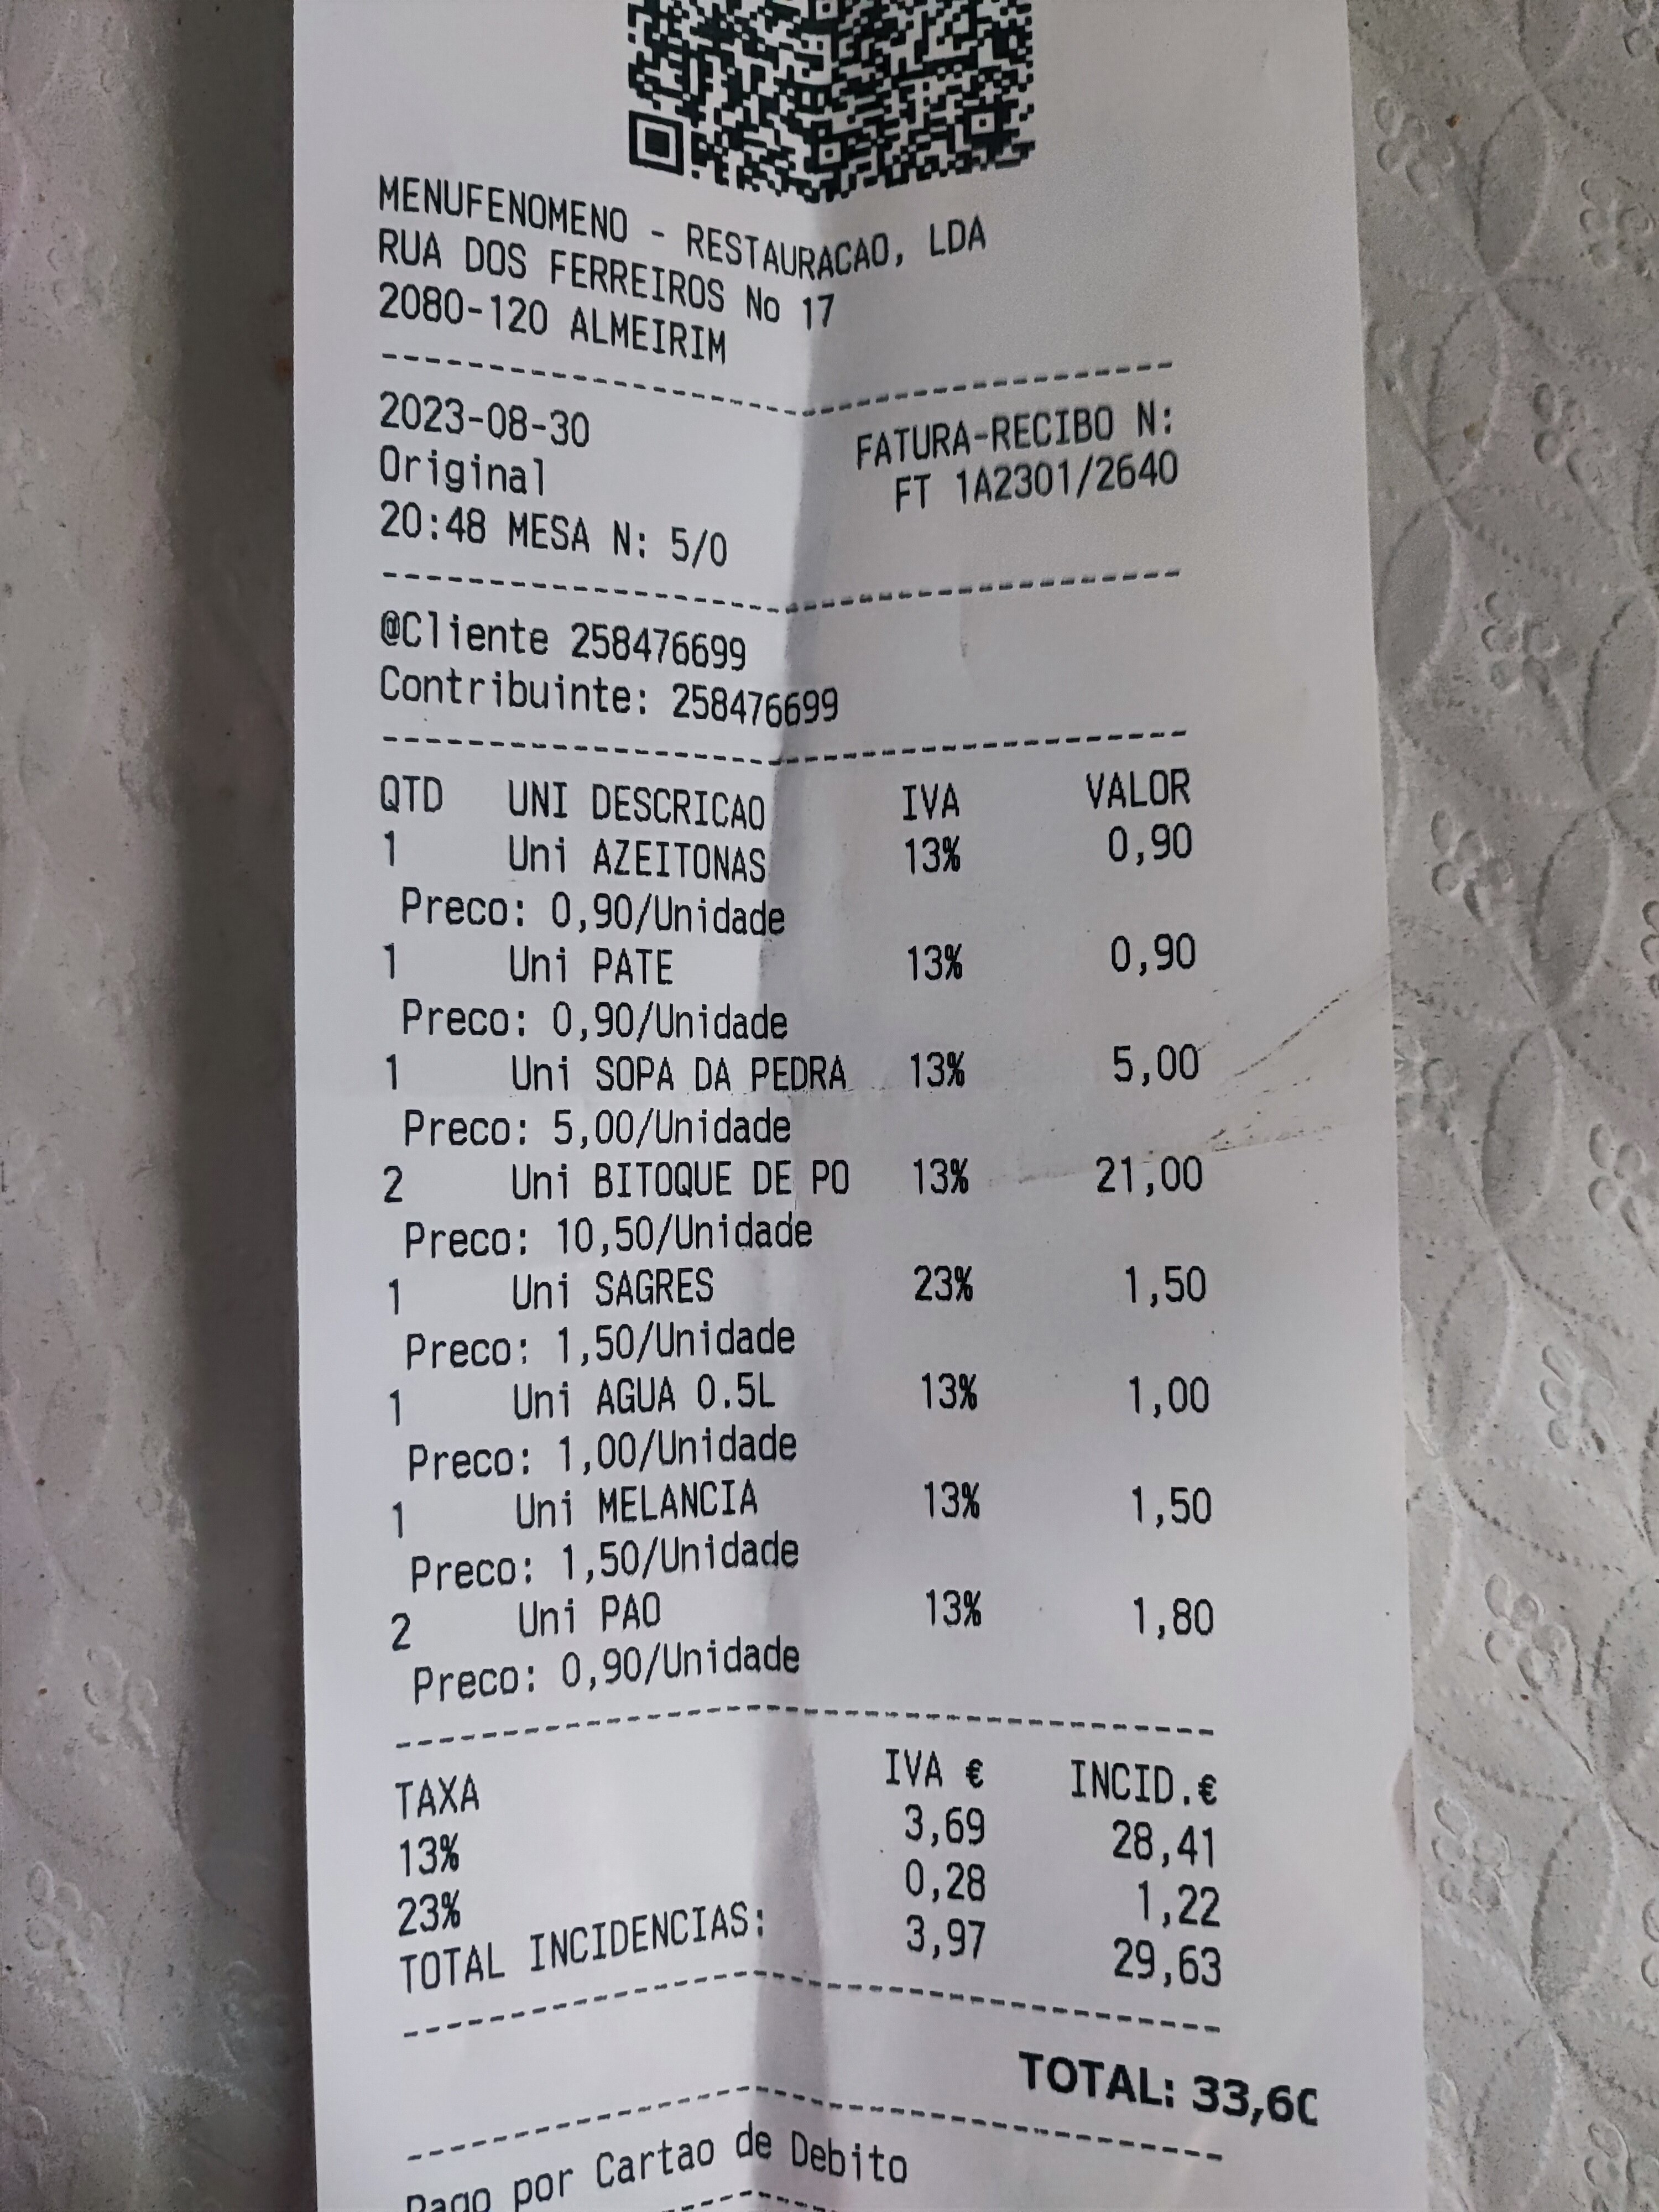 MENUFENOMENO - RESTAURACAO, LDA
RUA DOS FERREIROS No 17
2080-120 ALMEIRIM
2023-08-30 FATURA-RECIBO N:
Original FT 1A2301/2640
20:48 MESA N: 5/0
@Cliente 258476699
Contribuinte: 258476699
QTD UNI DESCRICAO IVA VALOR
1 Uni AZEITONAS 13% 0,90
Preco: 0,90/Unidade
1 Uni PATE 13% 0,90
Preco: 0,90/Unidade
1 Uni SOPA DA PEDRA 13% 5,00
Preco: 5,00/Unidade
2 Uni BITOQUE DE PO 13% 21,00
Preco: 10,50/Unidade
1 Uni SAGRES 23% 1,50
Preco: 1,50/Unidade
1 Uni AGUA 0.5L 13% 1,00
Preco: 1,00/Unidade
1 Uni MELANCIA 13% 1,50
Preco: 1,50/Unidade
2 Uni PAO 13% 1,80
Preco: 0,90/Unidade
TAXA IVA € INCID.€
13% 3,69 28,41
23% 0,28 1,22
TOTAL INCIDENCIAS: 3,97 29,63
TOTAL: 33,60
Pago por Cartao de Debito